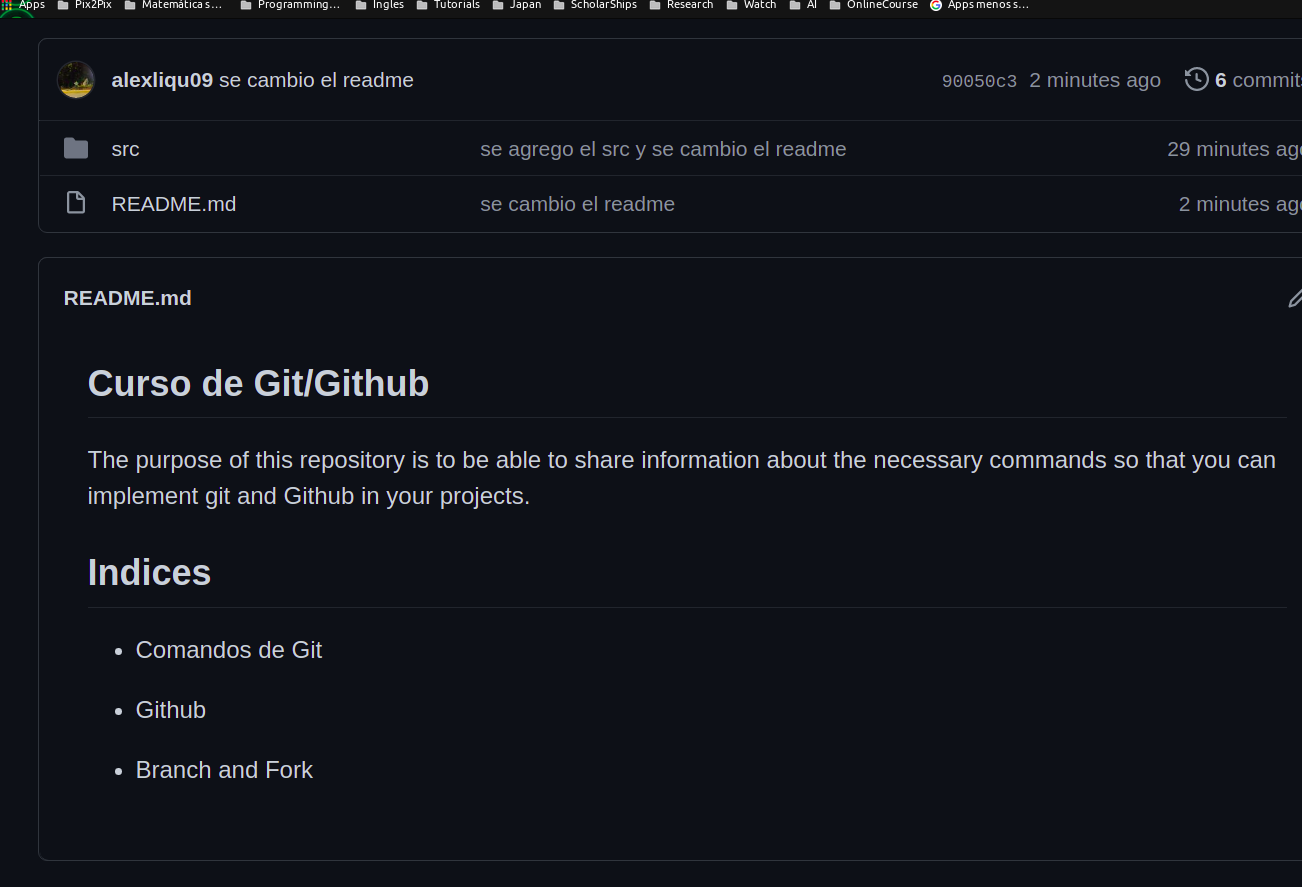 Apps Pix2Pix Matemática s... Programming... Ingles Tutorials Japan ScholarShips Research Watch AI OnlineCourse Apps menos s...
alexliqu09 se cambio el readme 90050c3 2 minutes ago 6 commits
src se agrego el src y se cambio el readme 29 minutes ago
README.md se cambio el readme 2 minutes ago
README.md
Curso de Git/Github
The purpose of this repository is to be able to share information about the necessary commands so that you can
implement git and Github in your projects.
Indices
• Comandos de Git
• Github
• Branch and Fork